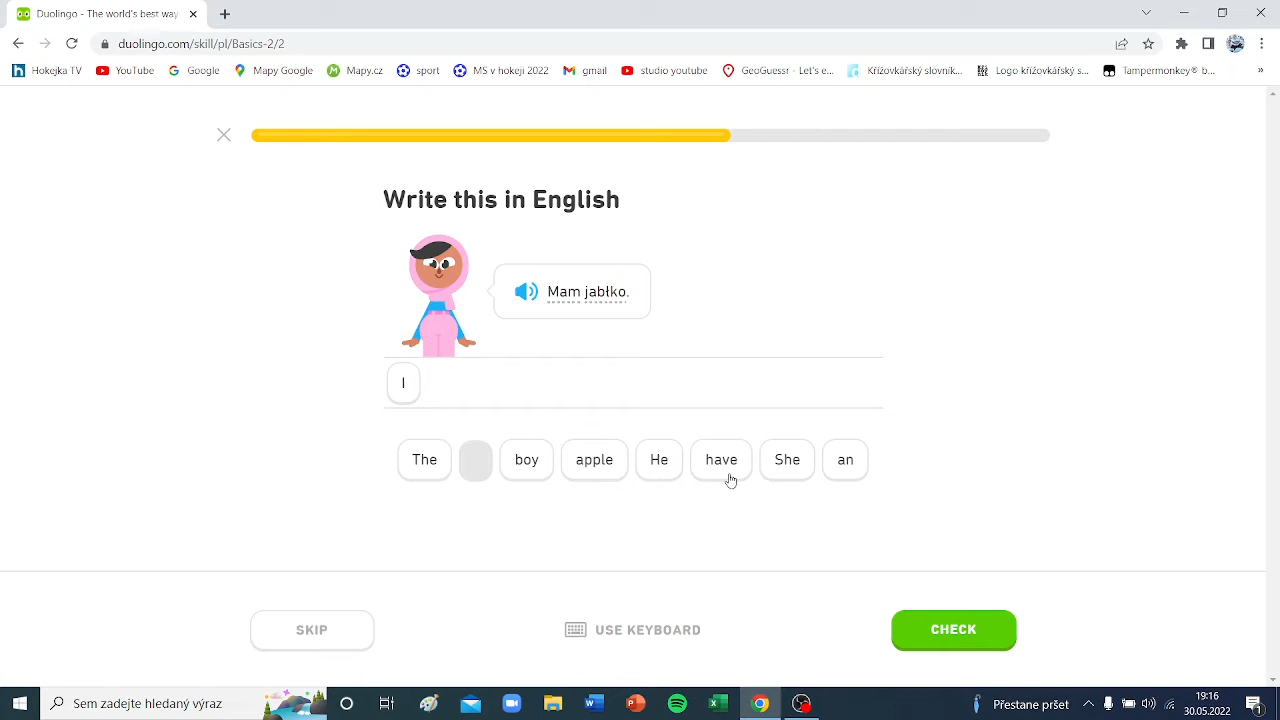 Duolingo - The world's best way
duolingo.com/skill/pl/Basics-2/2
Hokejka TV YouTube Google Mapy Google Mapy.cz sport MS v hokeji 2022 gmail studio youtube GeoGuessr - Let's e... Křížovkářský slovník... Logo křížovkářský s... Tampermonkey® b... »
Write this in English
Mam jabłko.
I
The boy apple He have She an
SKIP USE KEYBOARD CHECK
Sem zadejte hledaný výraz
Přestane pršet
19:16
30.05.2022